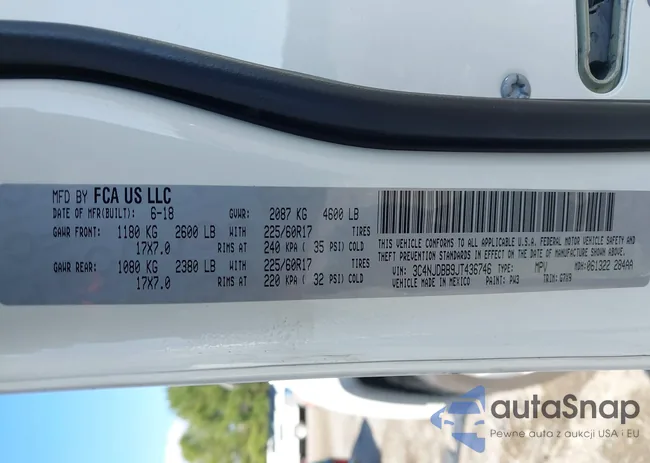 MFD BY FCA US LLC
DATE OF MFR(BUILT): 6-18 GVWR: 2087 KG 4600 LB
GAWR FRONT: 1180 KG 2600 LB WITH 225/60R17 TIRES
17X7.0 RIMS AT 240 KPA ( 35 PSI) COLD
GAWR REAR: 1080 KG 2380 LB WITH 225/60R17 TIRES
17X7.0 RIMS AT 220 KPA ( 32 PSI) COLD
THIS VEHICLE CONFORMS TO ALL APPLICABLE U.S.A. FEDERAL MOTOR VEHICLE SAFETY AND
THEFT PREVENTION STANDARDS IN EFFECT ON THE DATE OF MANUFACTURE SHOWN ABOVE.
VIN: 3C4NJDBB9JT436746 TYPE: MPV MDH: 061322 284AA
VEHICLE MADE IN MEXICO PAINT: PW3 TRIM: G7V9
autaSnap
Pewne auta z aukcji USA i EU